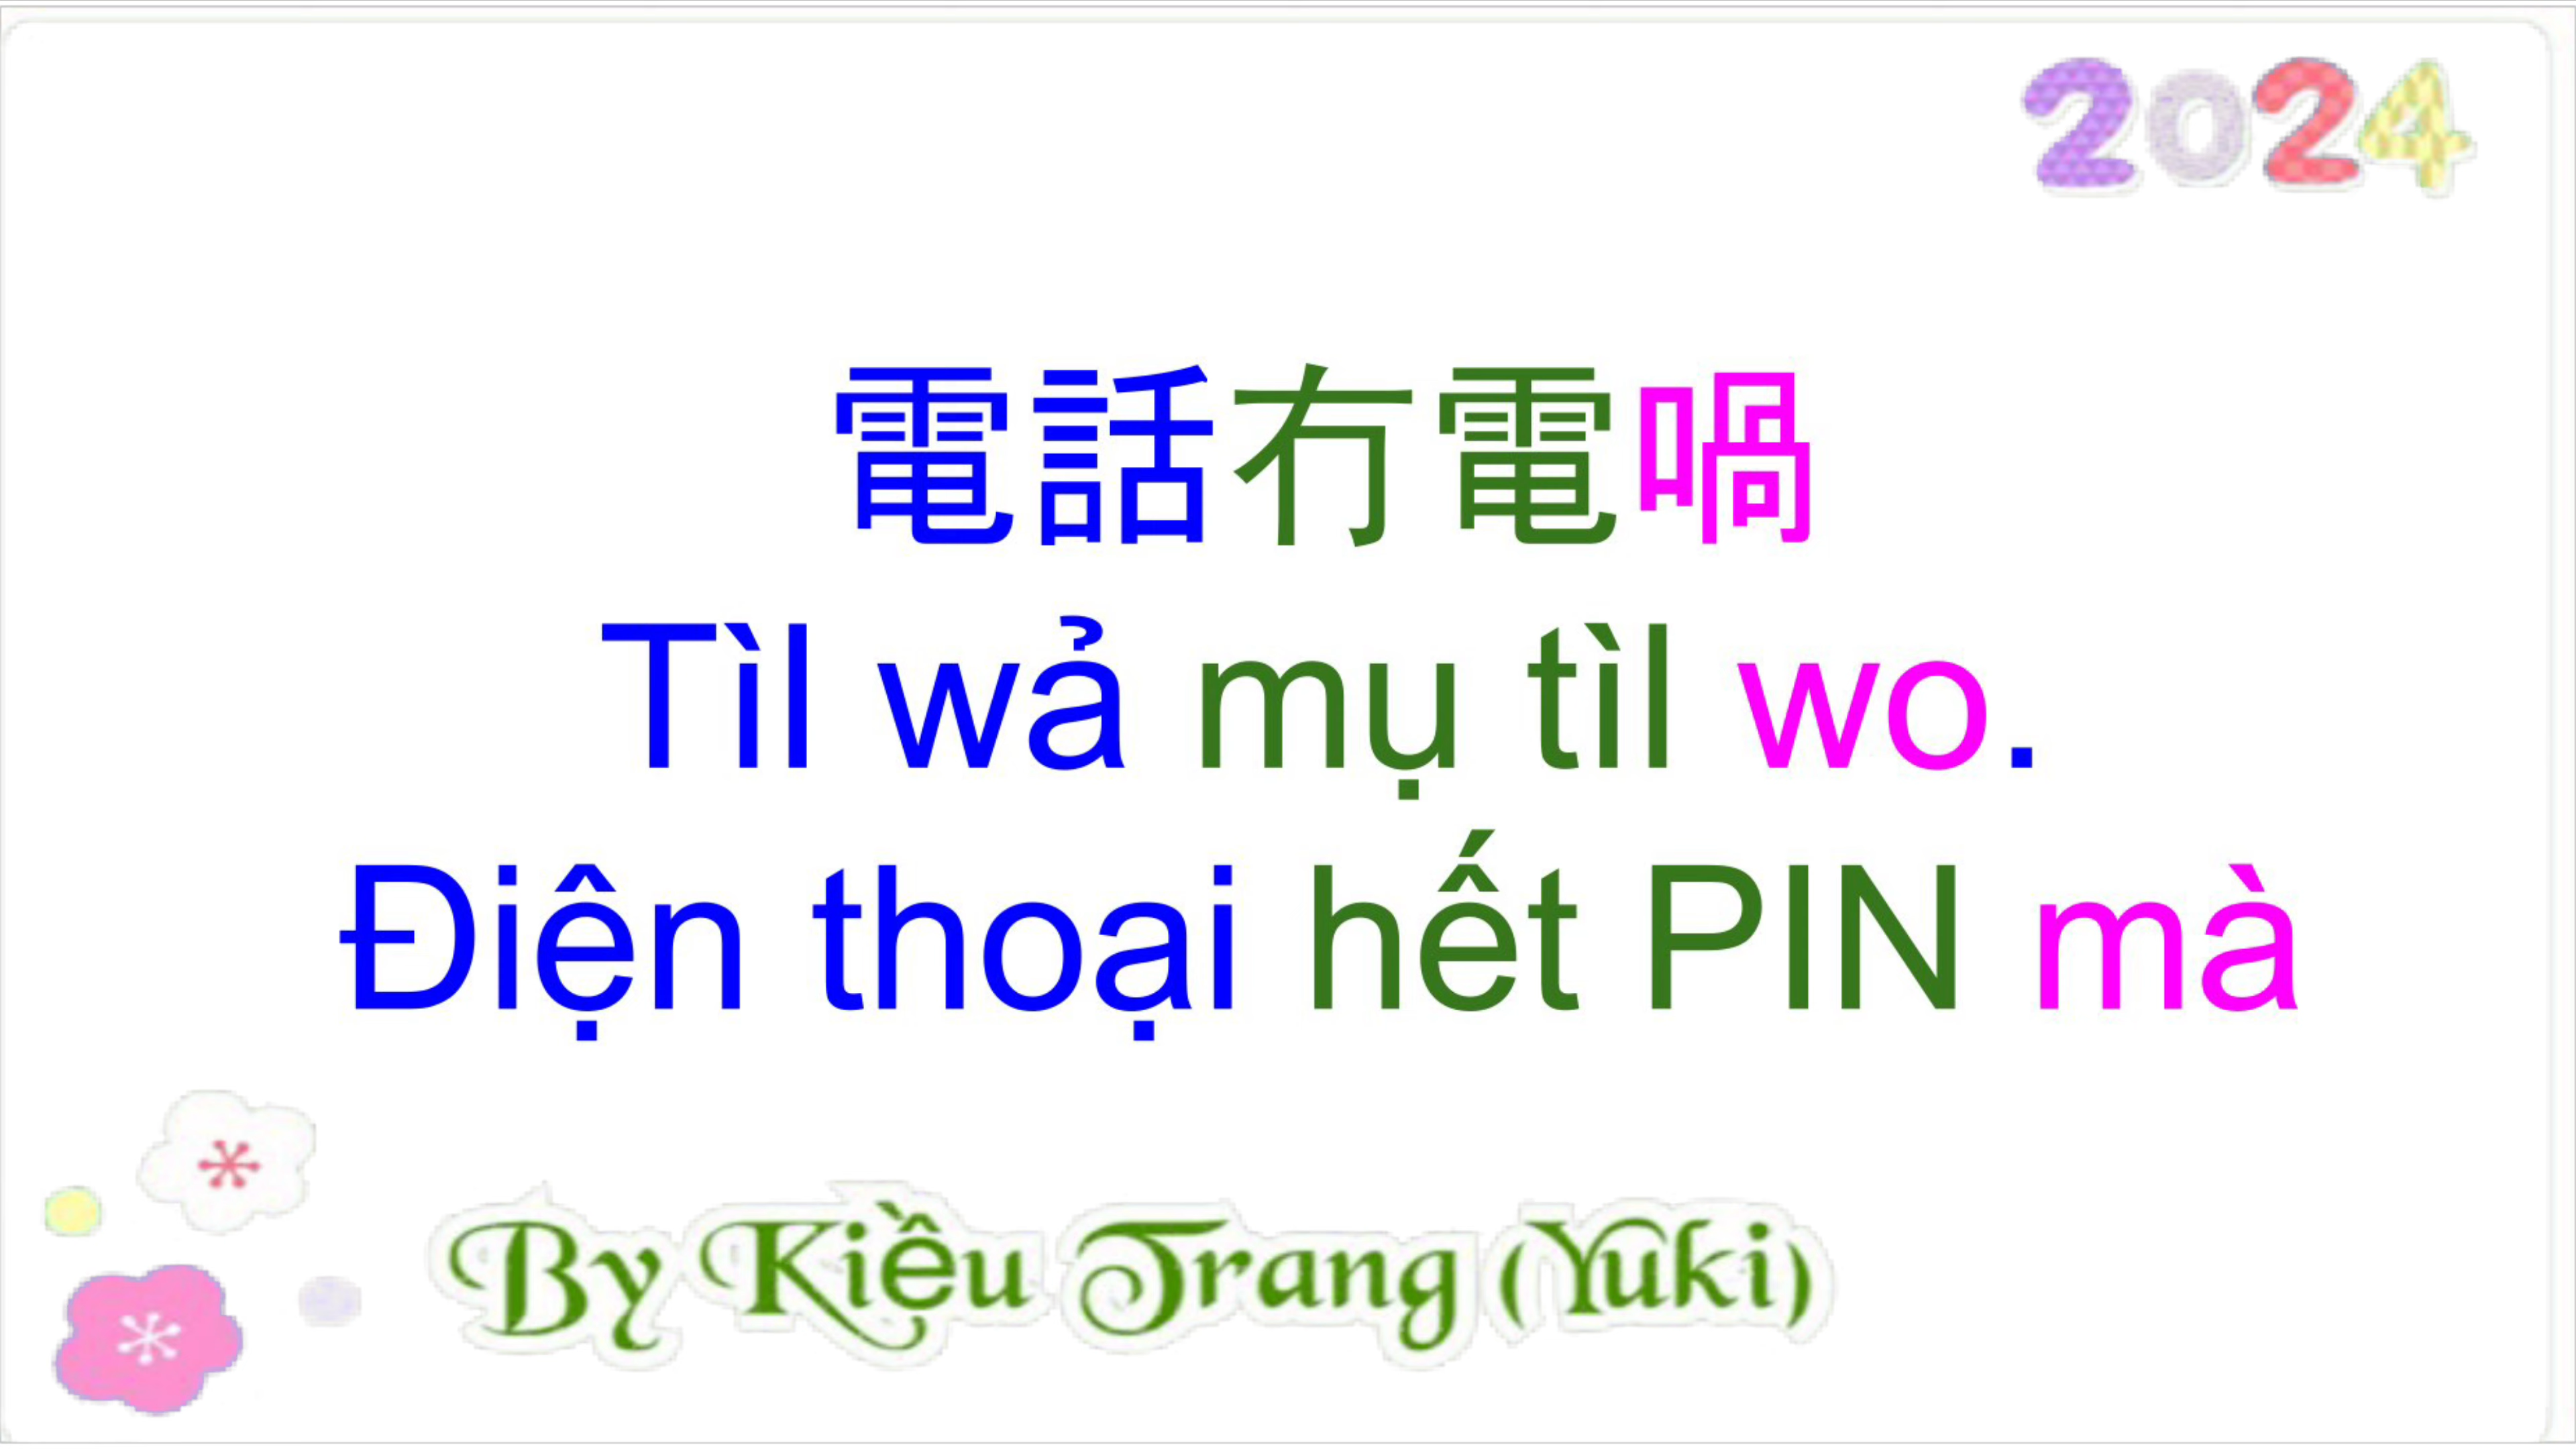 2024
電話冇電喎
Tìl wả mụ tìl wo.
Điện thoại hết PIN mà
By Kiều Trang (Yuki)